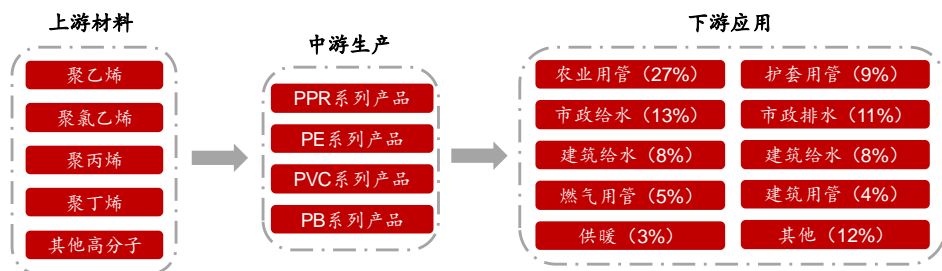 上游材料
聚乙烯
聚氯乙烯
聚丙烯
聚丁烯
其他高分子
中游生产
PPR系列产品
PE系列产品
PVC系列产品
PB系列产品
下游应用
农业用管（27%）
护套用管（9%）
市政给水（13%）
市政排水（11%）
建筑给水（8%）
建筑给水（8%）
燃气用管（5%）
建筑用管（4%）
供暖（3%）
其他（12%）